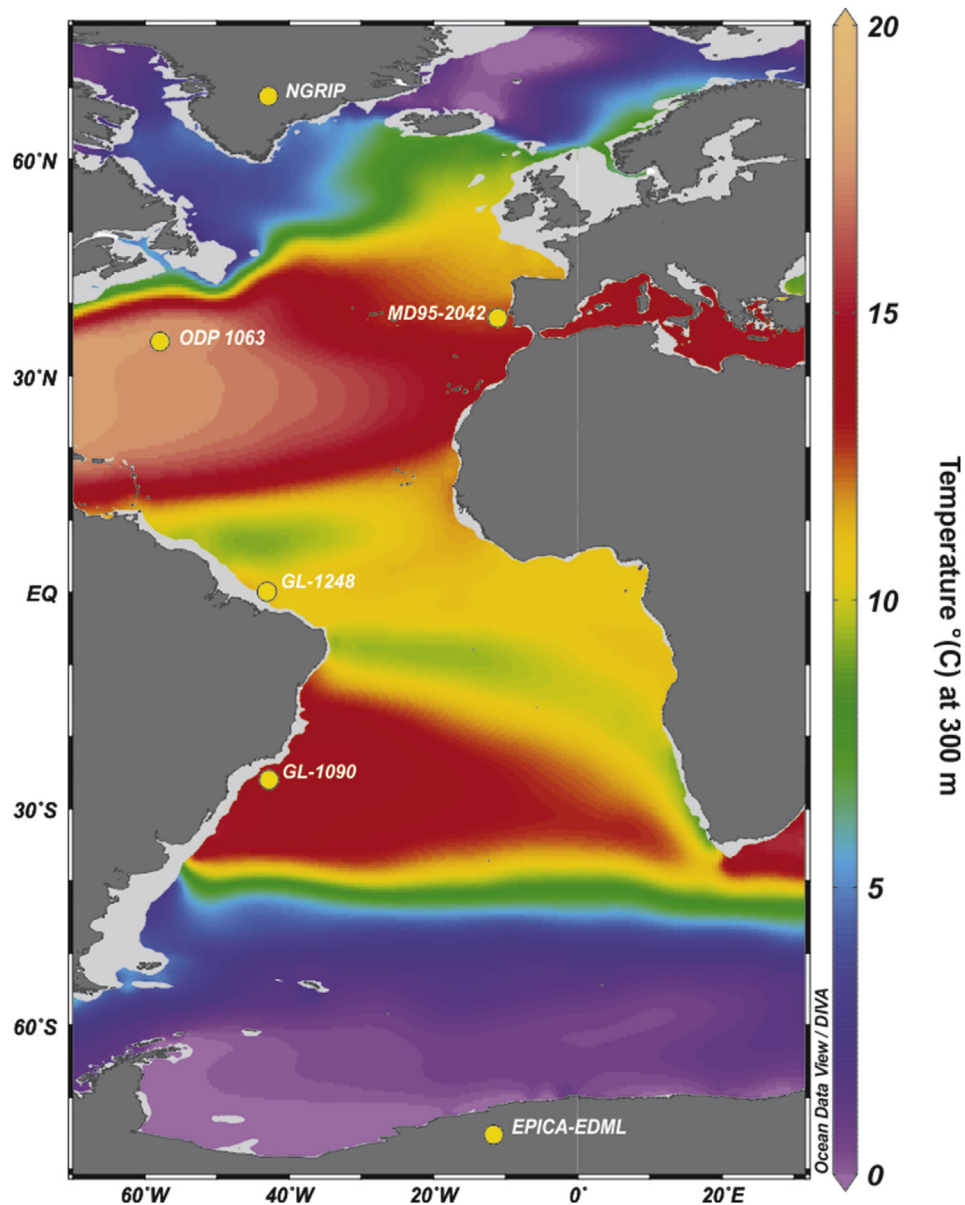 20
NGRIP
60˚N
15
MD95-2042
ODP 1063
30˚N
Temperature °(C) at 300 m
GL-1248
EQ
10
GL-1090
30˚S
5
60˚S
Ocean Data View / DIVA
EPICA-EDML
0
60˚W
40˚W
20˚W
0˚
20˚E